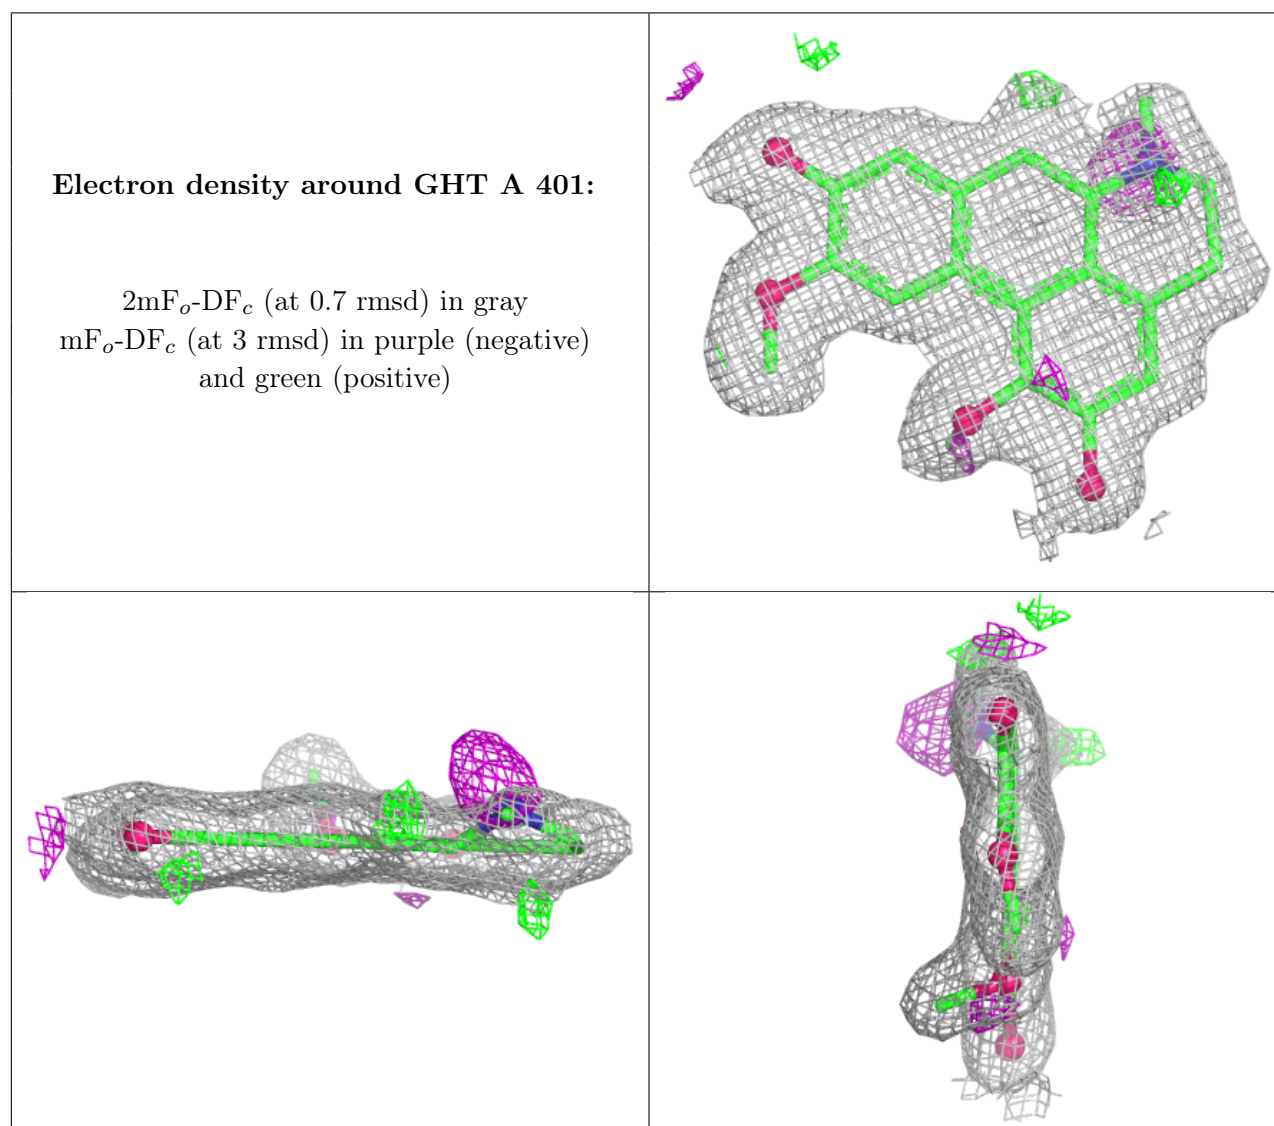 Electron density around GHT A 401:
2mFo-DFc (at 0.7 rmsd) in gray
mFo-DFc (at 3 rmsd) in purple (negative)
and green (positive)